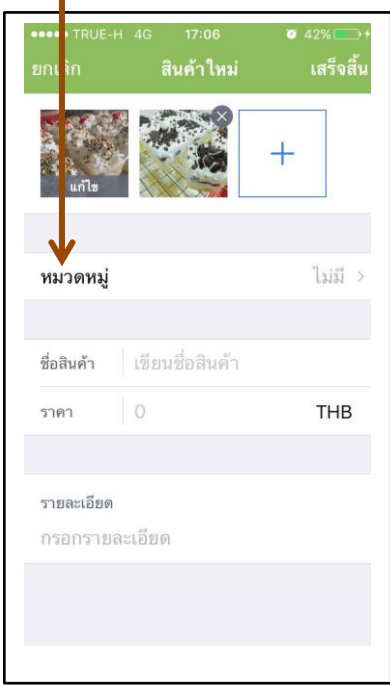 TRUE-H 4G 17:06 42%
ยกเลิก สินค้าใหม่ เสร็จสิ้น
แก้ไข
หมวดหมู่ ไม่มี
ชื่อสินค้า เขียนชื่อสินค้า
ราคา 0 THB
รายละเอียด
กรอกรายละเอียด